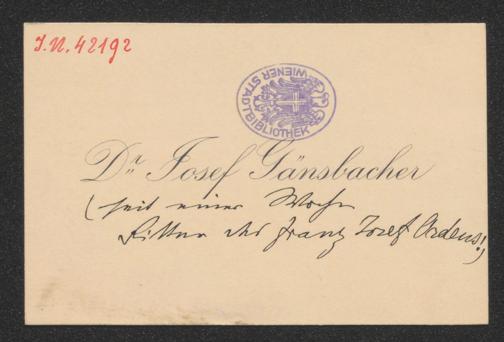 I.N. 42192
WIENER STADTBIBLIOTHEK
Dr. Josef Gänsbacher
(seit einer Woche
Ritter des Franz Josef Ordens!)